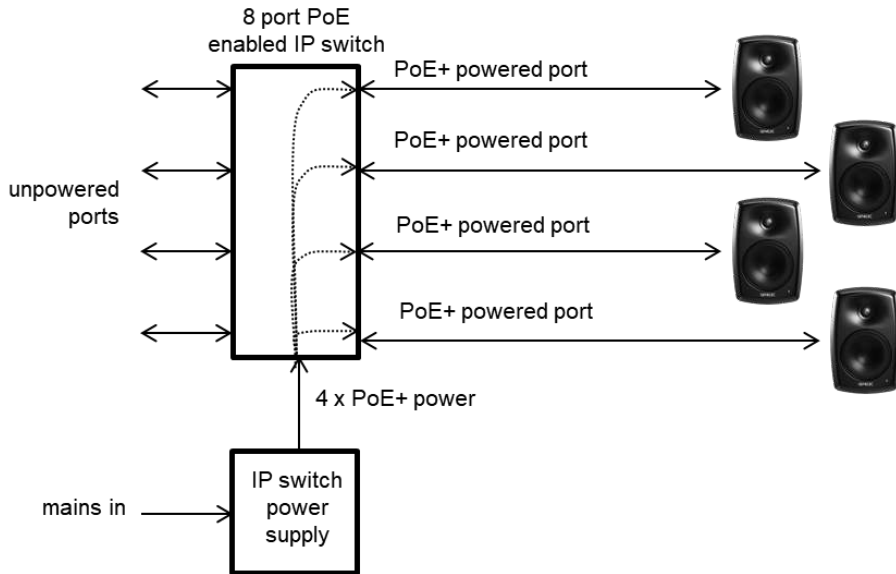 8 port PoE
enabled IP switch
PoE+ powered port
PoE+ powered port
unpowered
ports
PoE+ powered port
PoE+ powered port
4 x PoE+ power
mains in
IP switch
power
supply